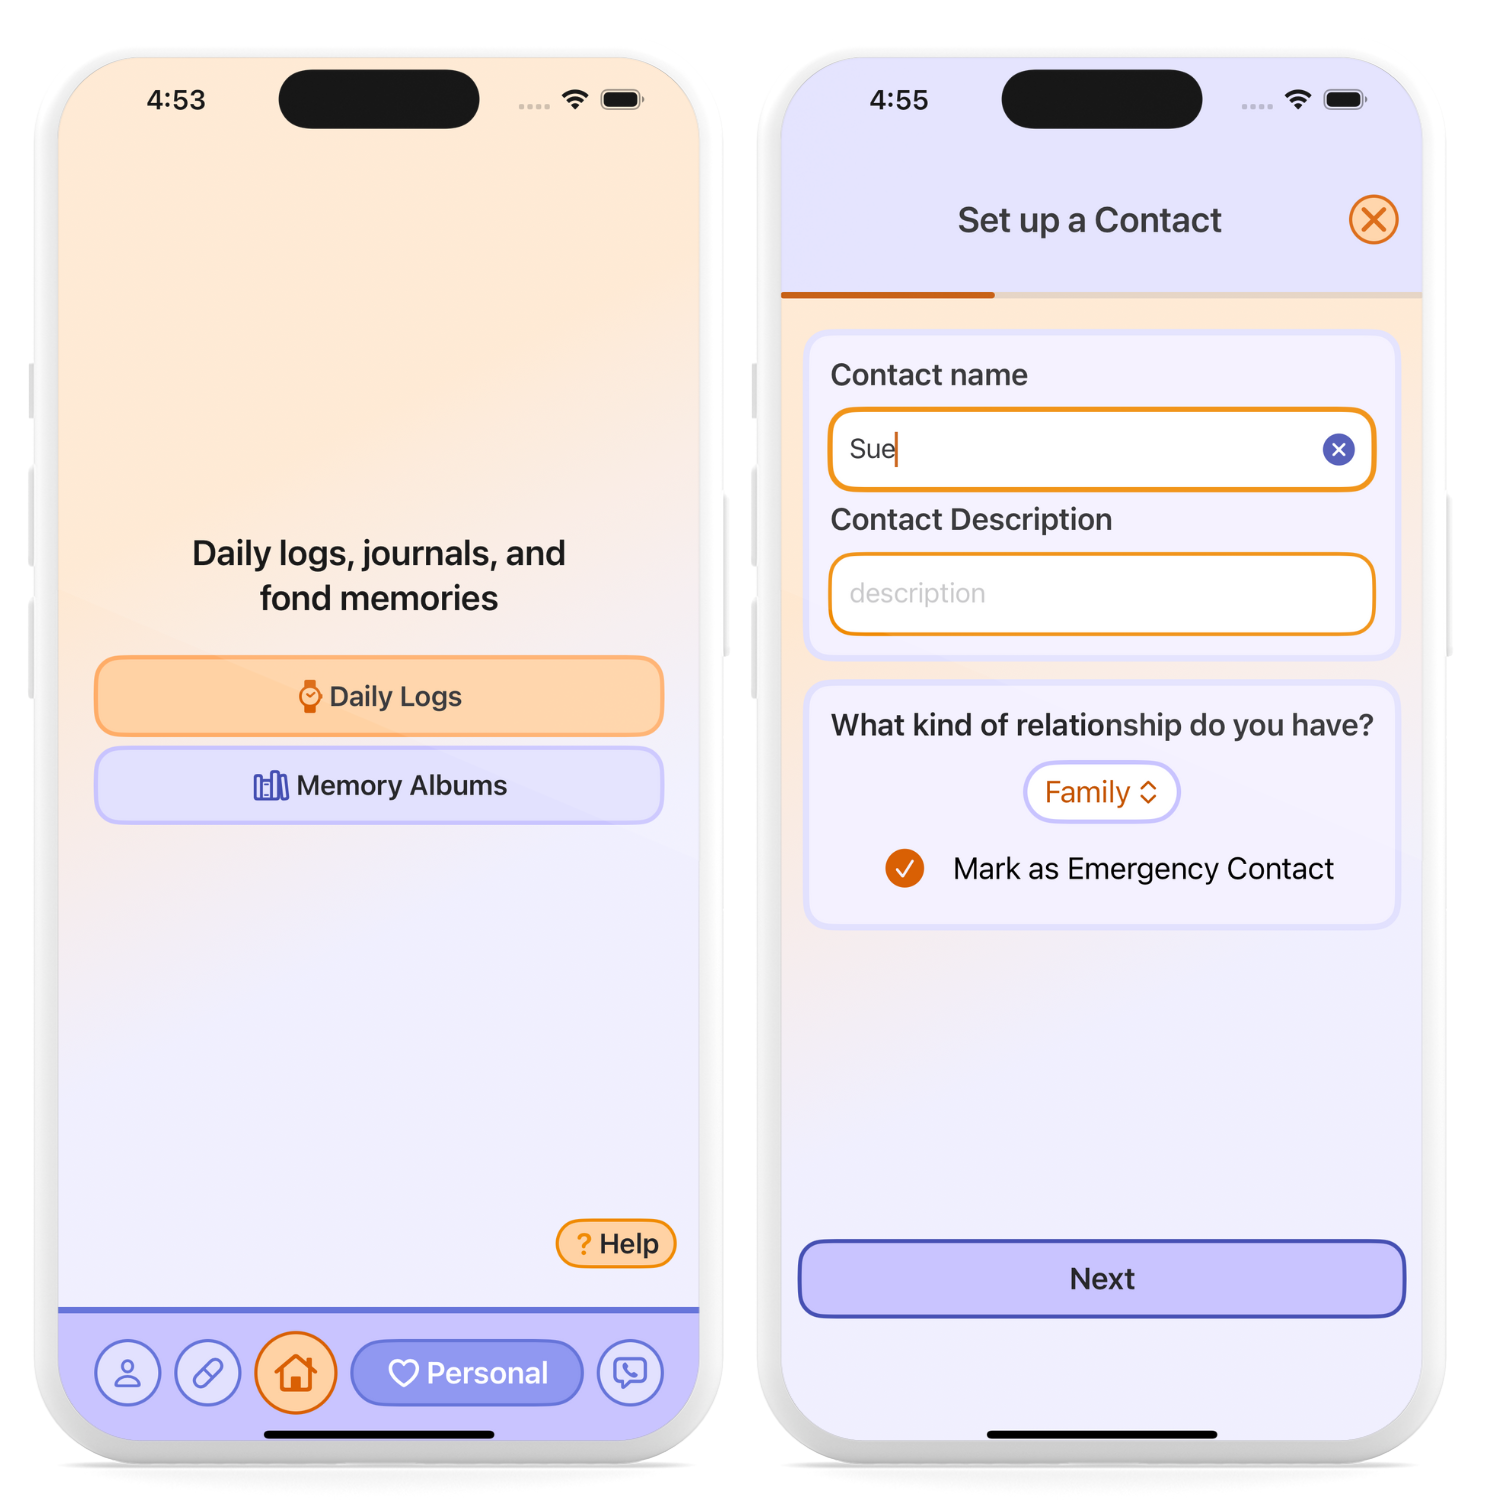 4:53
Daily logs, journals, and
fond memories
Daily Logs
Memory Albums
? Help
Personal
4:55
Set up a Contact
Contact name
Sue
Contact Description
description
What kind of relationship do you have?
Family
Mark as Emergency Contact
Next